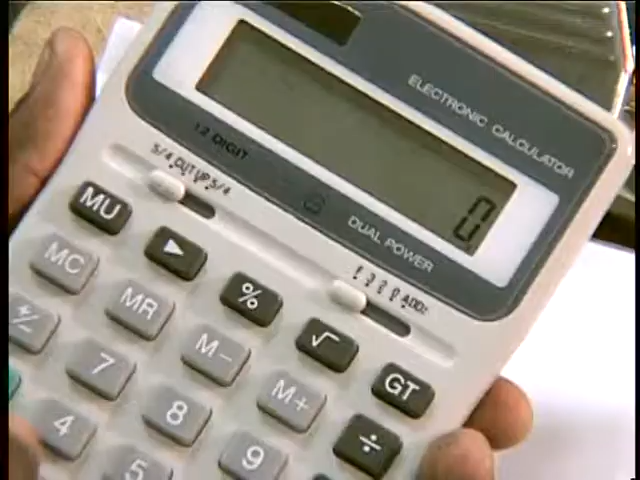 ELECTRONIC CALCULATOR
0
12 DIGIT
DUAL POWER
5/4 CUT UP 5/4
MU
▶
%
√
GT
MC
MR
M−
M+
÷
+/−
7
8
9
4
5